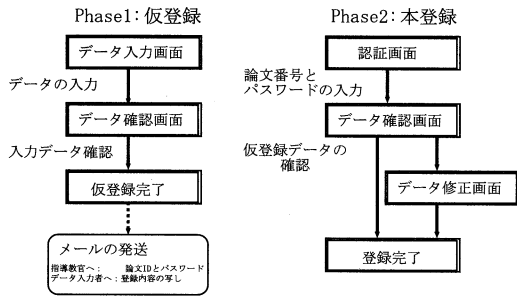 Phase1：仮登録
データ入力画面
データの入力
データ確認画面
入力データ確認
仮登録完了
メールの発送
指導教官へ：　論文IDとパスワード
データ入力者へ：登録内容の写し
Phase2：本登録
認証画面
論文番号と
パスワードの入力
データ確認画面
仮登録データの
確認
データ修正画面
登録完了